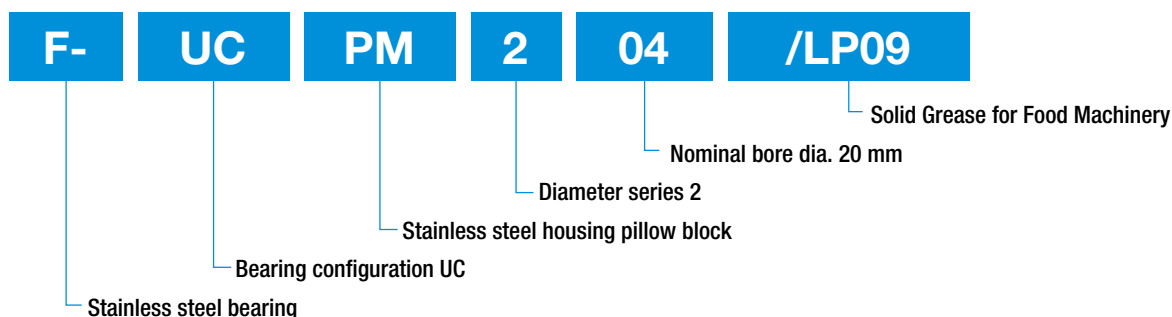 F- UC PM 2 04 /LP09
Solid Grease for Food Machinery
Nominal bore dia. 20 mm
Diameter series 2
Stainless steel housing pillow block
Bearing configuration UC
Stainless steel bearing